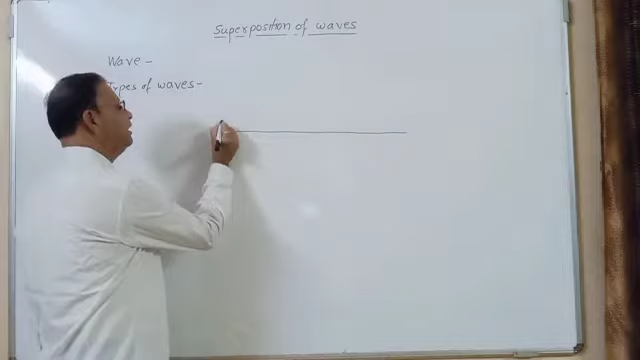 Superposition of waves
Wave -
Types of waves -